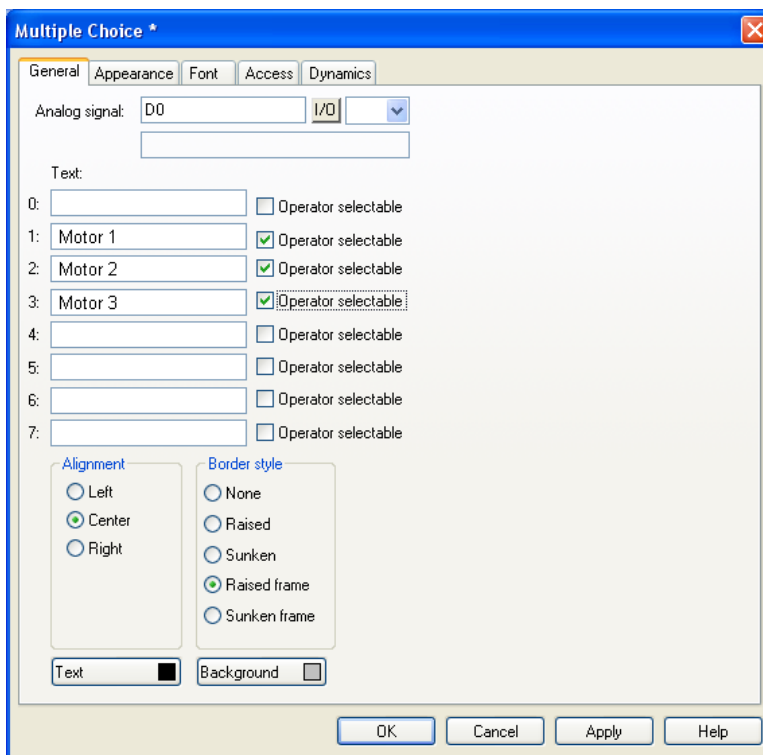 Multiple Choice *
General Appearance Font Access Dynamics
Analog signal: D0 I/O
Text:
0: Operator selectable
1: Motor 1 Operator selectable
2: Motor 2 Operator selectable
3: Motor 3 Operator selectable
4: Operator selectable
5: Operator selectable
6: Operator selectable
7: Operator selectable
Alignment Border style
Left None
Center Raised
Right Sunken
Raised frame
Sunken frame
Text Background
OK Cancel Apply Help